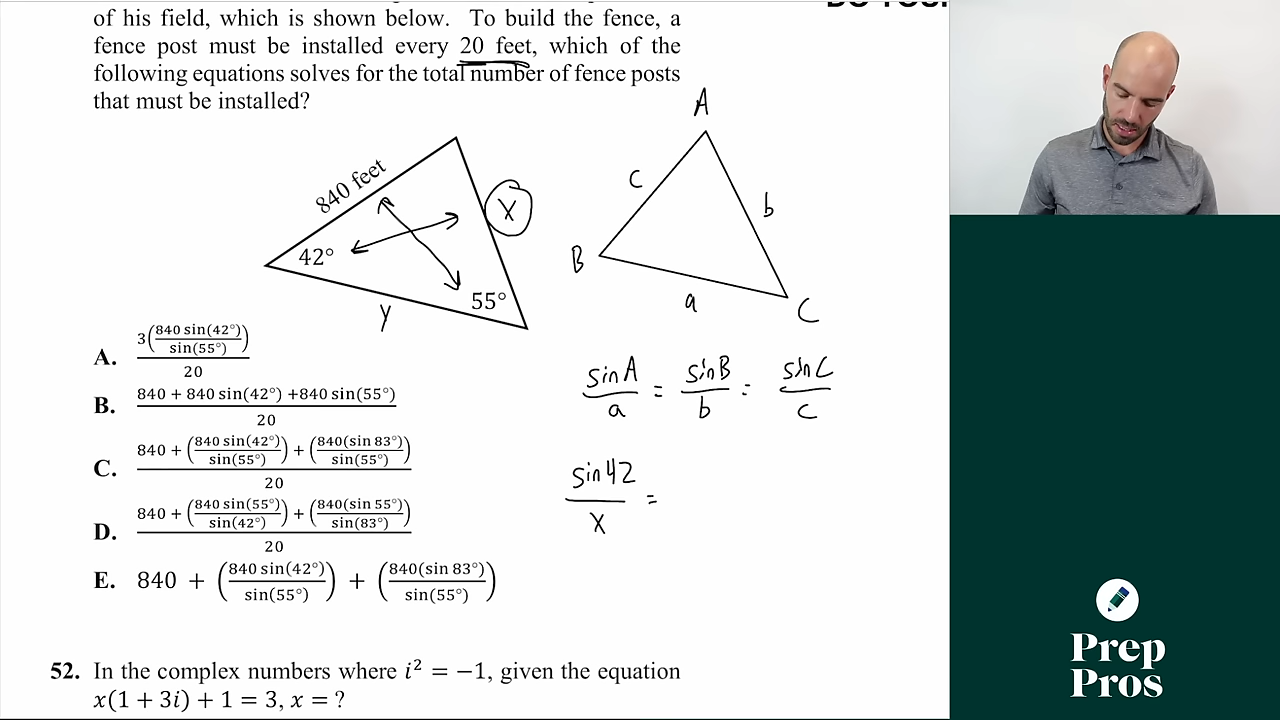 of his field, which is shown below. To build the fence, a
fence post must be installed every 20 feet, which of the
following equations solves for the total number of fence posts
that must be installed?
840 feet
42°
55°
X
y
A
B
C
c
b
a
A. 3(840 sin(42°)/sin(55°))/20
B. 840 + 840 sin(42°) +840 sin(55°)/20
C. 840 + (840 sin(42°)/sin(55°)) + (840(sin 83°)/sin(55°))/20
D. 840 + (840 sin(55°)/sin(42°)) + (840(sin 55°)/sin(83°))/20
E. 840 + (840 sin(42°)/sin(55°)) + (840(sin 83°)/sin(55°))
sinA/a = sinB/b = sinC/c
sin42/x =
52. In the complex numbers where i² = −1, given the equation
x(1 + 3i) + 1 = 3, x = ?
Prep
Pros